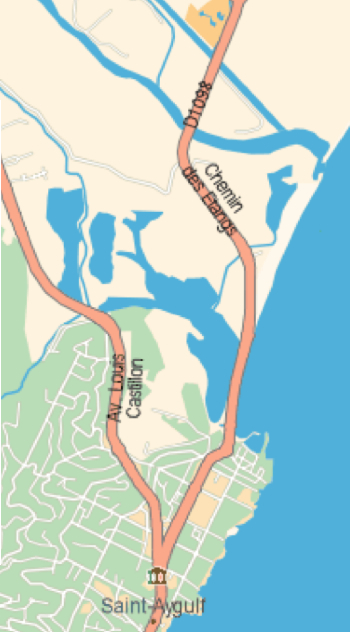 D1098
Chemin
des Etangs
Av. Louis
Castillon
Saint-Aygulf